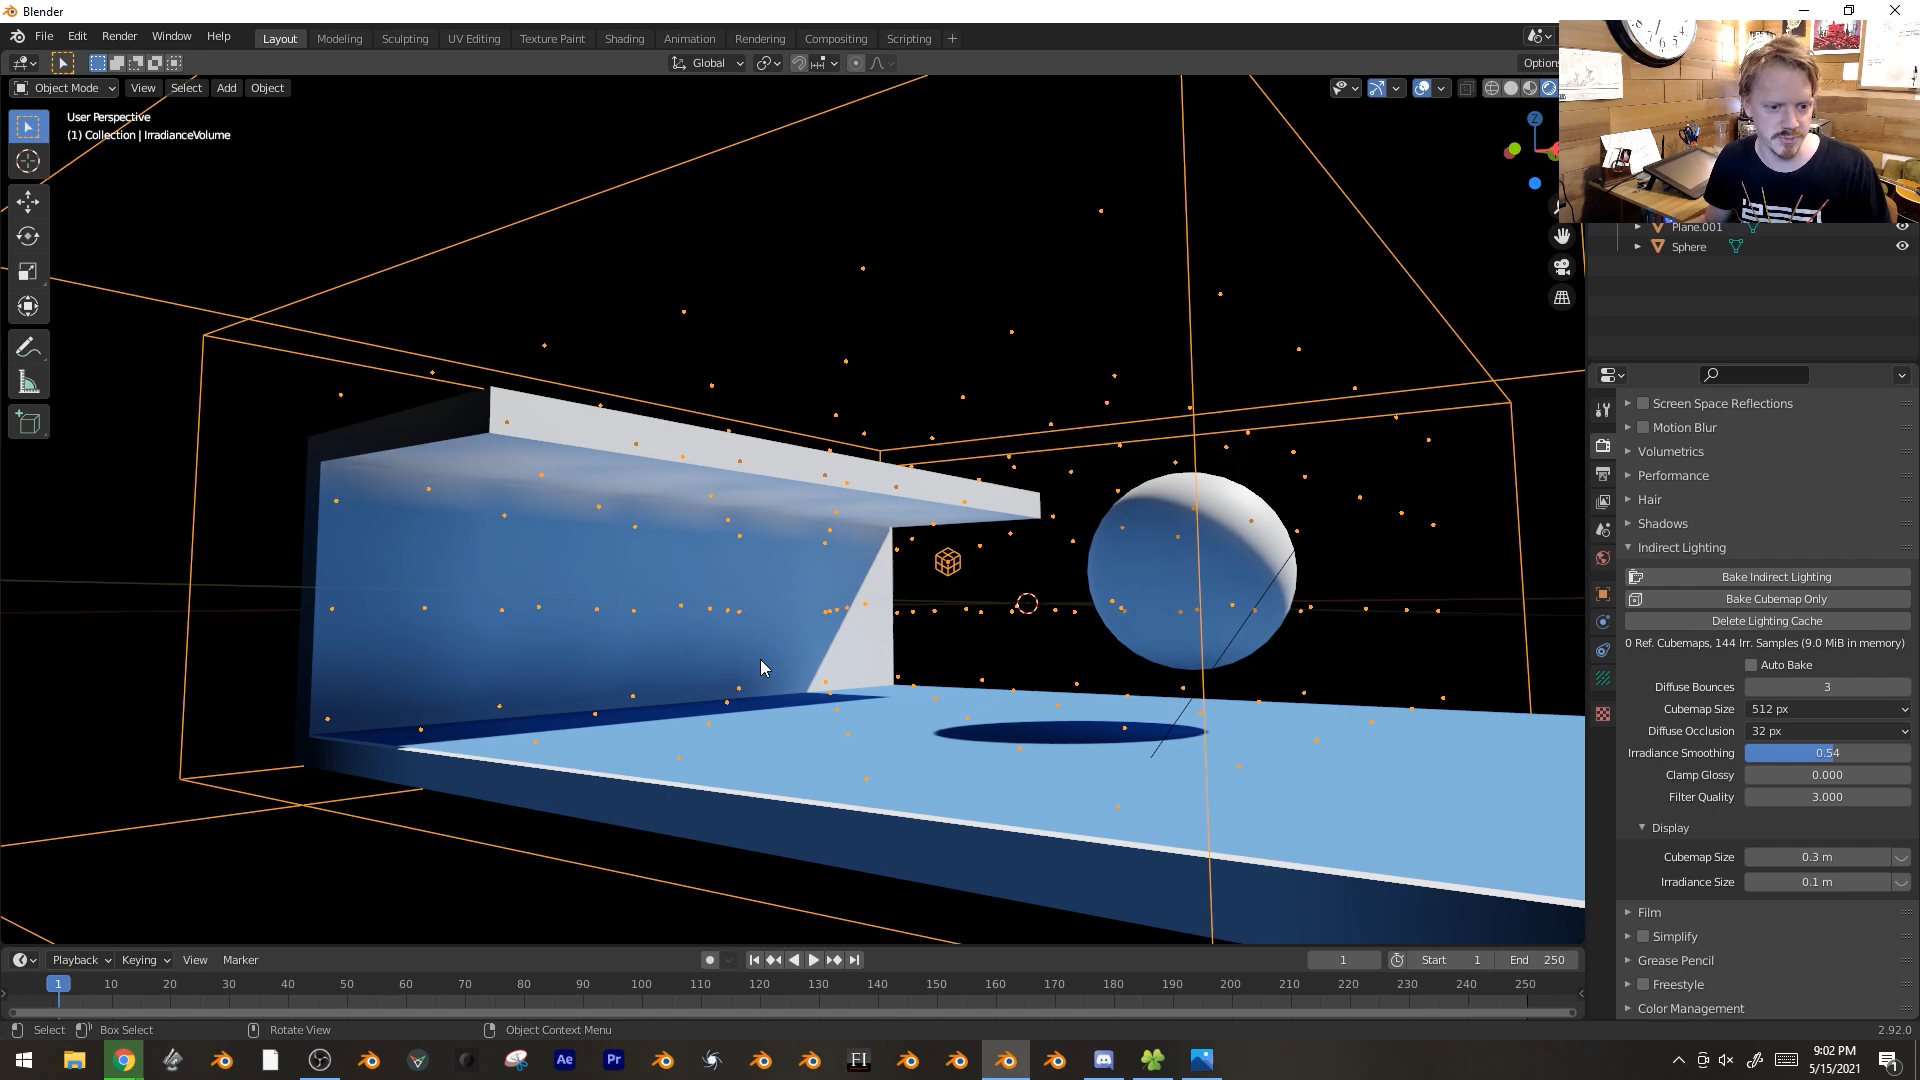 Blender
File Edit Render Window Help Layout Modeling Sculpting UV Editing Texture Paint Shading Animation Rendering Compositing Scripting +
Global Options
Object Mode View Select Add Object
User Perspective
(1) Collection | IrradianceVolume
Z
Plane.001
Sphere
Screen Space Reflections
Motion Blur
Volumetrics
Performance
Hair
Shadows
Indirect Lighting
Bake Indirect Lighting
Bake Cubemap Only
Delete Lighting Cache
0 Ref. Cubemaps, 144 Irr. Samples (9.0 MiB in memory)
Auto Bake
Diffuse Bounces 3
Cubemap Size 512 px
Diffuse Occlusion 32 px
Irradiance Smoothing 0.54
Clamp Glossy 0.000
Filter Quality 3.000
Display
Cubemap Size 0.3 m
Irradiance Size 0.1 m
Film
Simplify
Grease Pencil
Freestyle
Color Management
Playback Keying View Marker 1 Start 1 End 250
1 10 20 30 40 50 60 70 80 90 100 110 120 130 140 150 160 170 180 190 200 210 220 230 240 250
Select Box Select Rotate View Object Context Menu 2.92.0
Ae Pr FI
9:02 PM
5/15/2021
1